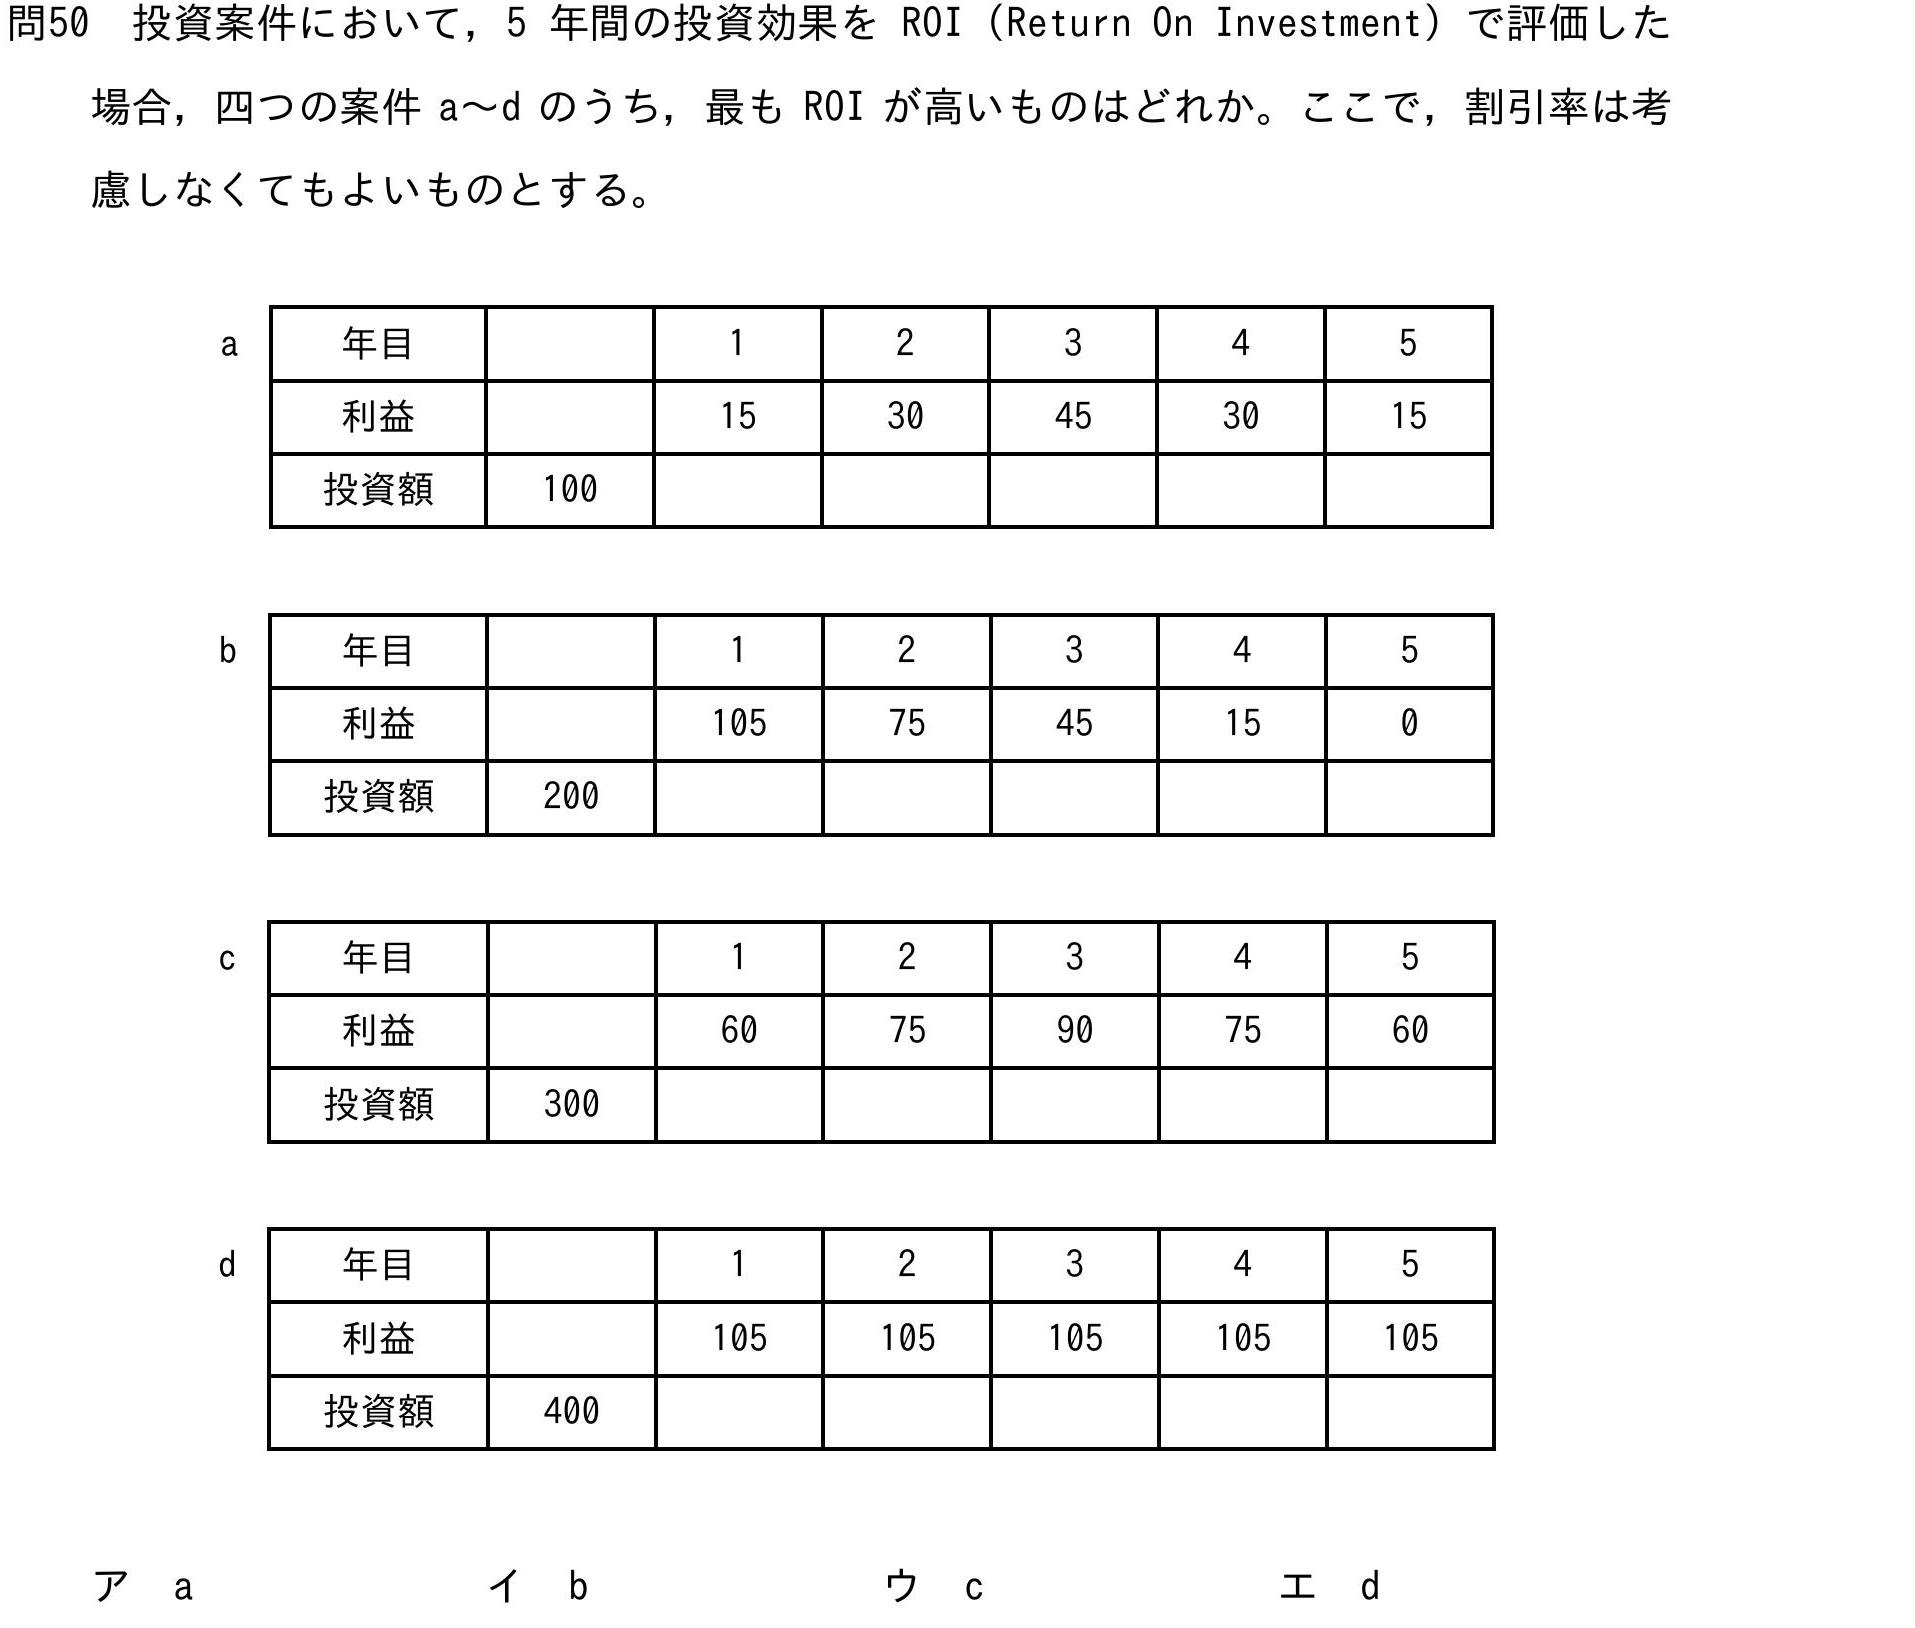 問50　投資案件において，5 年間の投資効果を ROI（Return On Investment）で評価した
場合，四つの案件 a～d のうち，最も ROI が高いものはどれか。ここで，割引率は考
慮しなくてもよいものとする。
a
年目 1 2 3 4 5
利益 15 30 45 30 15
投資額 100
b
年目 1 2 3 4 5
利益 105 75 45 15 0
投資額 200
c
年目 1 2 3 4 5
利益 60 75 90 75 60
投資額 300
d
年目 1 2 3 4 5
利益 105 105 105 105 105
投資額 400
ア　a　イ　b　ウ　c　エ　d